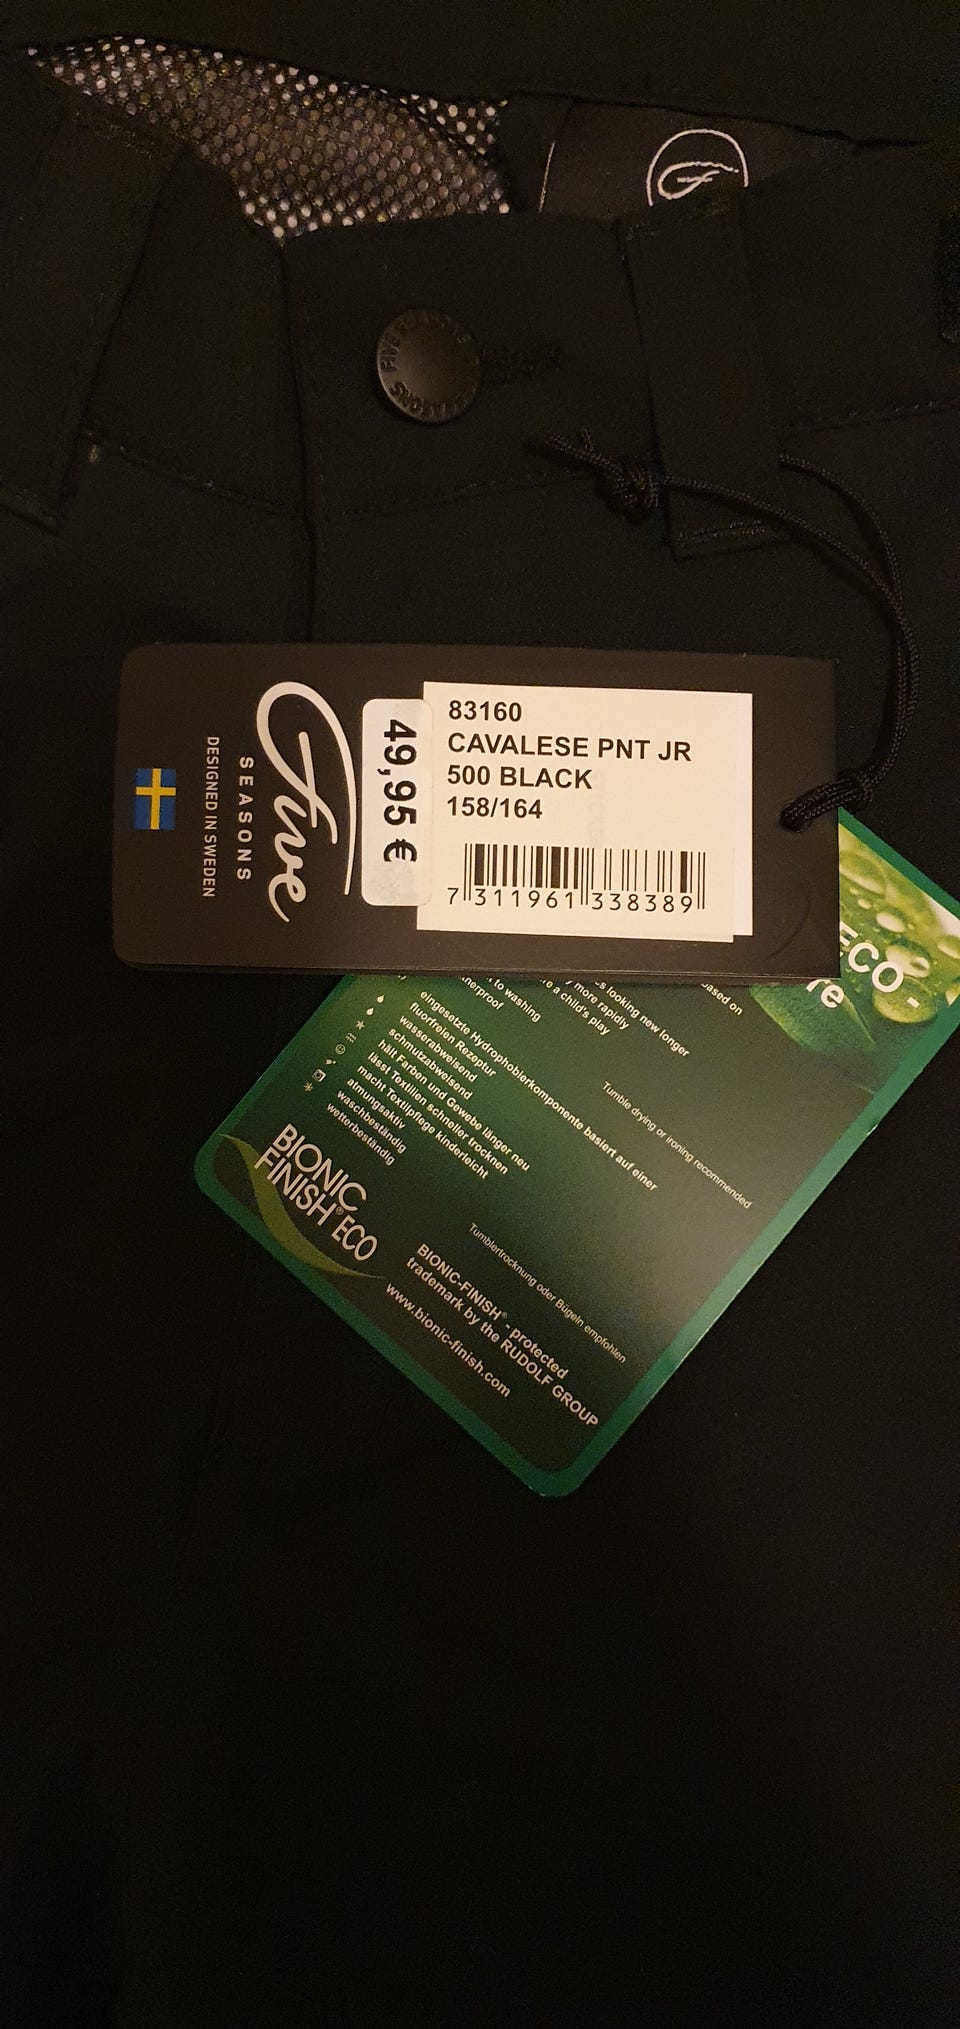 FIVE SEASONS
83160
CAVALESE PNT JR
500 BLACK
158/164
7 311961 338389
49,95 €
Five
SEASONS
DESIGNED IN SWEDEN
ECO -
based on
s looking new longer
more rapidly
e a child's play
to washing
Tumble drying or ironing recommended
eingesetzte Hydrophobierkomponente basiert auf einer
fluorfreien Rezeptur
wasserabweisend
schmutzabweisend
hält Farben und Gewebe länger neu
lässt Textilien schneller trocknen
macht Textilpflege kinderleicht
atmungsaktiv
waschbeständig
wetterbeständig
Tumblertrocknung oder Bügeln empfohlen
BIONIC
FINISH® ECO
BIONIC-FINISH® - protected
trademark by the RUDOLF GROUP
www.bionic-finish.com